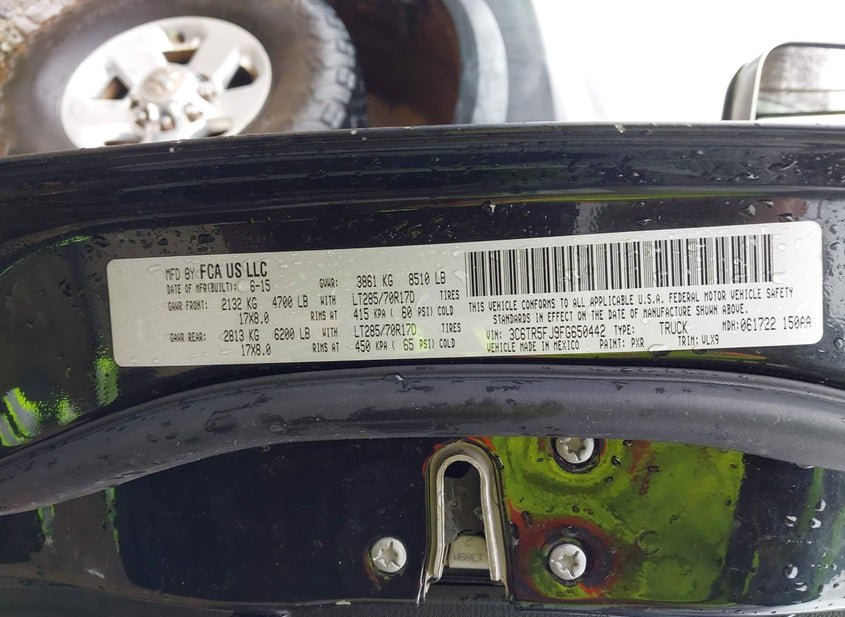 MFD BY FCA US LLC
DATE OF MFR(BUILT): 6-15 GVWR: 3861 KG 8510 LB
GAWR FRONT: 2132 KG 4700 LB WITH LT285/70R17D TIRES
17X8.0 RIMS AT 415 KPA ( 60 PSI) COLD
GAWR REAR: 2813 KG 6200 LB WITH LT285/70R17D TIRES
17X8.0 RIMS AT 450 KPA ( 65 PSI) COLD
THIS VEHICLE CONFORMS TO ALL APPLICABLE U.S.A. FEDERAL MOTOR VEHICLE SAFETY
STANDARDS IN EFFECT ON THE DATE OF MANUFACTURE SHOWN ABOVE.
VIN: 3C6TR5FJ9FG650442 TYPE: TRUCK MDH: 061722 150AA
VEHICLE MADE IN MEXICO PAINT: PXR TRIM: VLX9